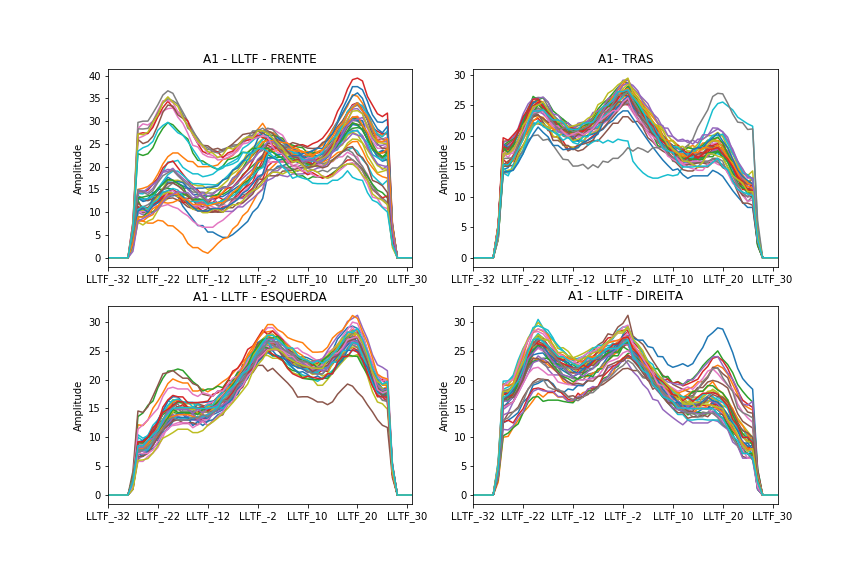 A1 - LLTF - FRENTE
Amplitude
40
35
30
25
20
15
10
5
0
LLTF_-32 LLTF_-22 LLTF_-12 LLTF_-2 LLTF_10 LLTF_20 LLTF_30
A1- TRAS
Amplitude
30
25
20
15
10
5
0
LLTF_-32 LLTF_-22 LLTF_-12 LLTF_-2 LLTF_10 LLTF_20 LLTF_30
A1 - LLTF - ESQUERDA
Amplitude
30
25
20
15
10
5
0
LLTF_-32 LLTF_-22 LLTF_-12 LLTF_-2 LLTF_10 LLTF_20 LLTF_30
A1 - LLTF - DIREITA
Amplitude
30
25
20
15
10
5
0
LLTF_-32 LLTF_-22 LLTF_-12 LLTF_-2 LLTF_10 LLTF_20 LLTF_30